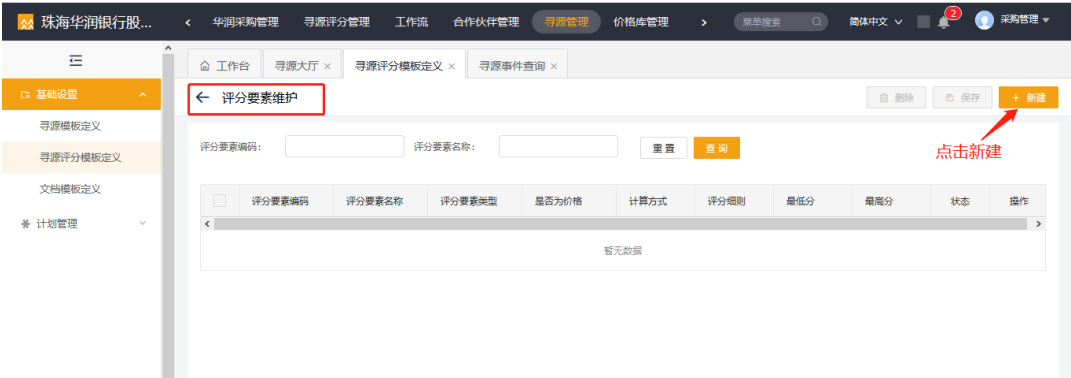 珠海华润银行股... 华润采购管理 寻源评分管理 工作流 合作伙伴管理 寻源管理 价格库管理 菜单搜索 简体中文 2 采购管理
工作台 寻源大厅 × 寻源评分模板定义 × 寻源事件查询 ×
基础设置
寻源模板定义
寻源评分模板定义
文档模板定义
计划管理
← 评分要素维护 删除 保存 + 新建
点击新建
评分要素编码: 评分要素名称: 重置 查询
评分要素编码 评分要素名称 评分要素类型 是否为价格 计算方式 评分细则 最低分 最高分 状态 操作
暂无数据